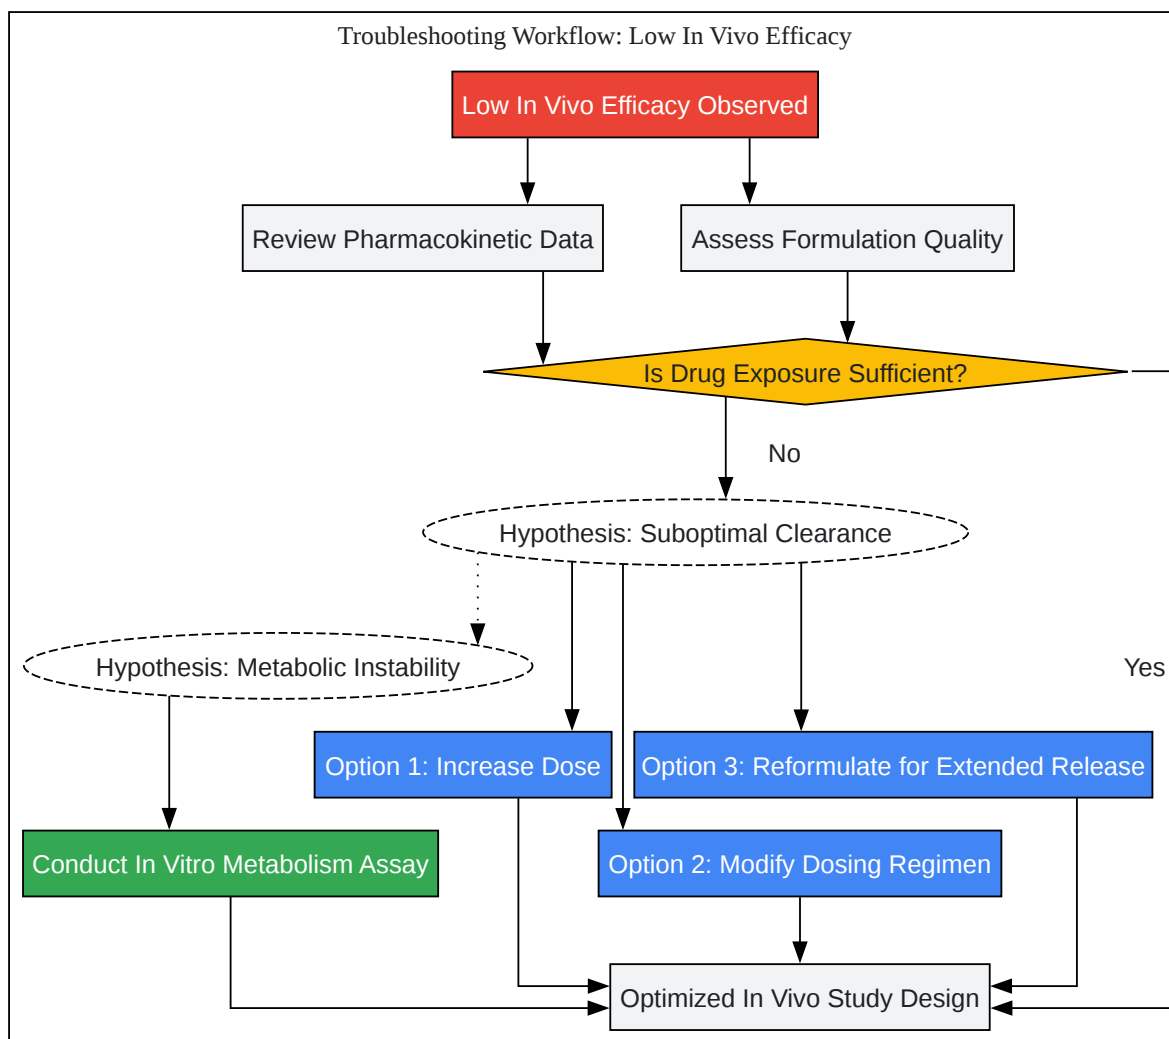 Troubleshooting Workflow: Low In Vivo Efficacy
Low In Vivo Efficacy Observed
Review Pharmacokinetic Data
Assess Formulation Quality
Is Drug Exposure Sufficient?
No
Hypothesis: Suboptimal Clearance
Hypothesis: Metabolic Instability
Yes
Option 1: Increase Dose
Option 3: Reformulate for Extended Release
Conduct In Vitro Metabolism Assay
Option 2: Modify Dosing Regimen
Optimized In Vivo Study Design